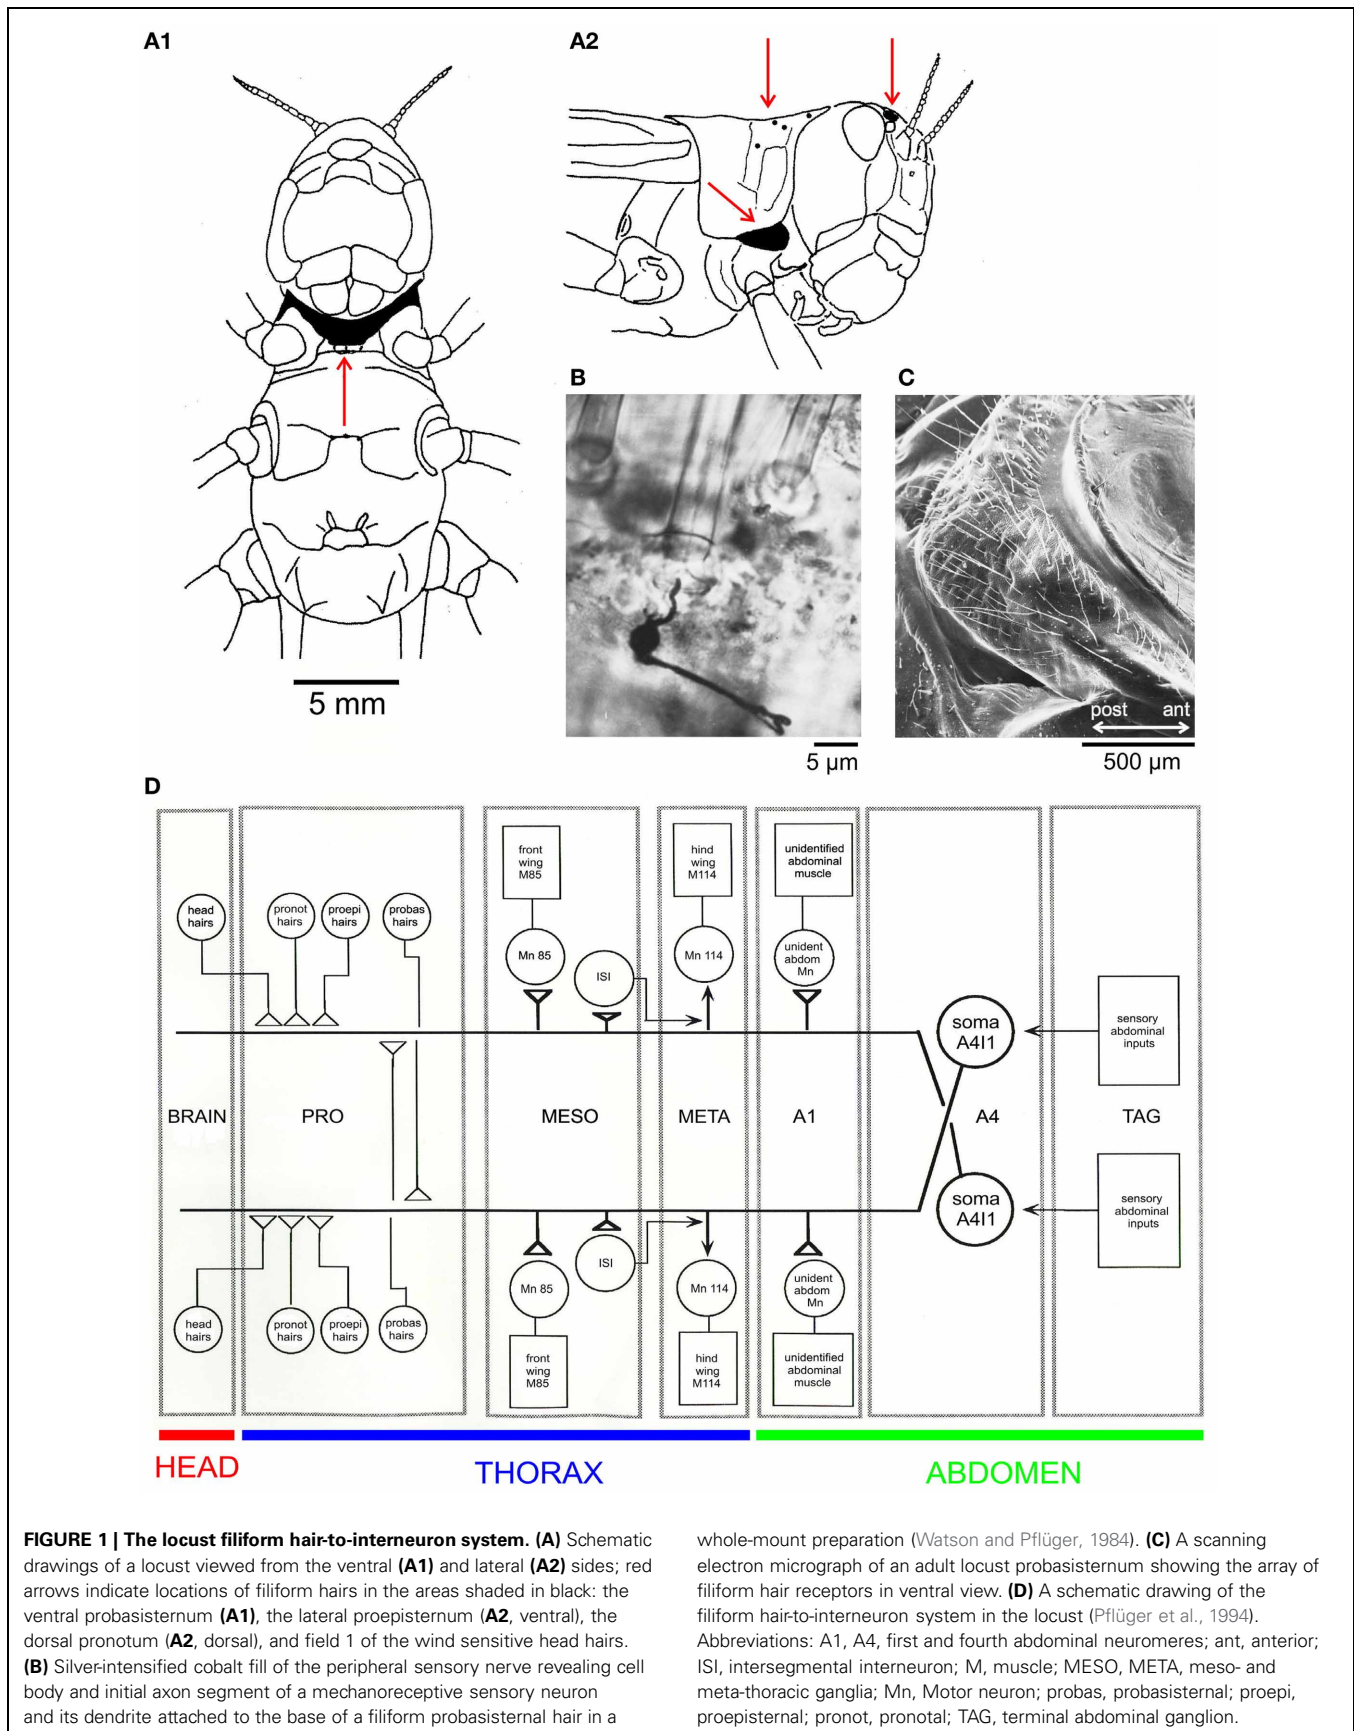 A1
A2
5 mm
B
C
5 µm
post ant
500 µm
D
front
wing
M85
hind
wing
M114
unidentified
abdominal
muscle
head
hairs
pronot
hairs
proepi
hairs
probas
hairs
Mn 85
ISI
Mn 114
unident
abdom
Mn
soma
A4I1
sensory
abdominal
inputs
BRAIN
PRO
MESO
META
A1
A4
TAG
soma
A4I1
sensory
abdominal
inputs
head
hairs
pronot
hairs
proepi
hairs
probas
hairs
Mn 85
ISI
Mn 114
unident
abdom
Mn
front
wing
M85
hind
wing
M114
unidentified
abdominal
muscle
HEAD
THORAX
ABDOMEN
FIGURE 1 | The locust filiform hair-to-interneuron system. (A) Schematic
drawings of a locust viewed from the ventral (A1) and lateral (A2) sides; red
arrows indicate locations of filiform hairs in the areas shaded in black: the
ventral probasisternum (A1), the lateral proepisternum (A2, ventral), the
dorsal pronotum (A2, dorsal), and field 1 of the wind sensitive head hairs.
(B) Silver-intensified cobalt fill of the peripheral sensory nerve revealing cell
body and initial axon segment of a mechanoreceptive sensory neuron
and its dendrite attached to the base of a filiform probasisternal hair in a
whole-mount preparation (Watson and Pflüger, 1984). (C) A scanning
electron micrograph of an adult locust probasisternum showing the array of
filiform hair receptors in ventral view. (D) A schematic drawing of the
filiform hair-to-interneuron system in the locust (Pflüger et al., 1994).
Abbreviations: A1, A4, first and fourth abdominal neuromeres; ant, anterior;
ISI, intersegmental interneuron; M, muscle; MESO, META, meso- and
meta-thoracic ganglia; Mn, Motor neuron; probas, probasisternal; proepi,
proepisternal; pronot, pronotal; TAG, terminal abdominal ganglion.